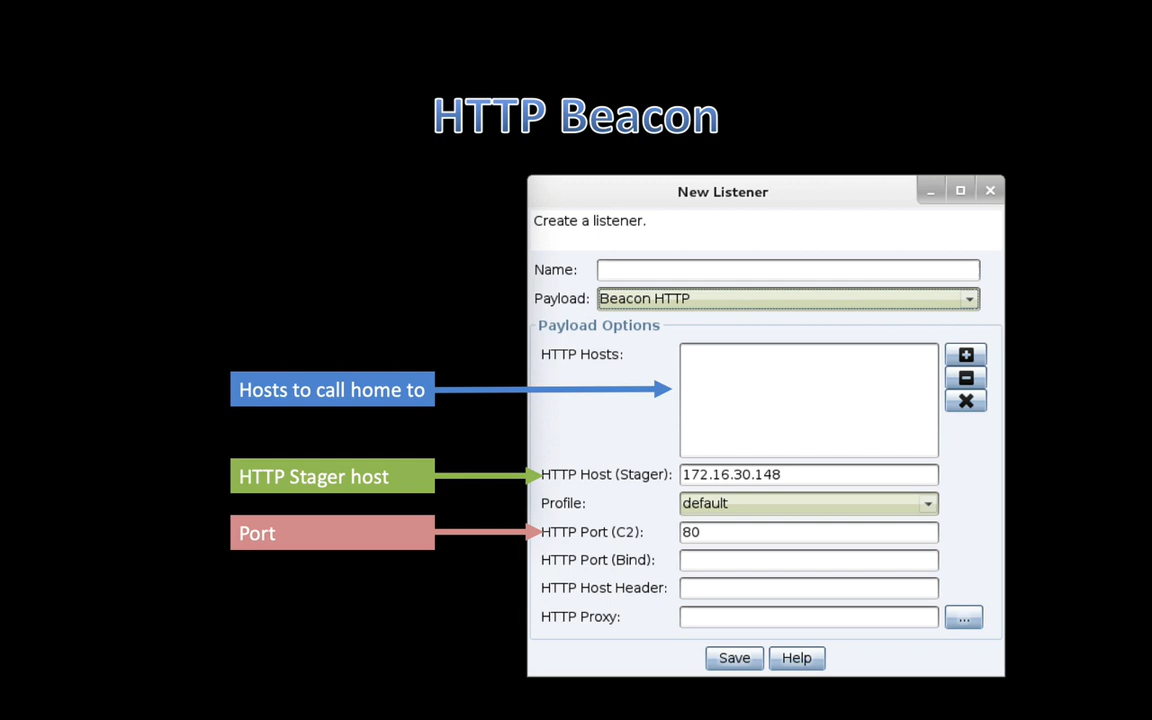 HTTP Beacon
New Listener
Create a listener.
Name:
Payload: Beacon HTTP
Payload Options
HTTP Hosts:
Hosts to call home to
HTTP Stager host
HTTP Host (Stager): 172.16.30.148
Profile: default
Port
HTTP Port (C2): 80
HTTP Port (Bind):
HTTP Host Header:
HTTP Proxy:
...
Save Help